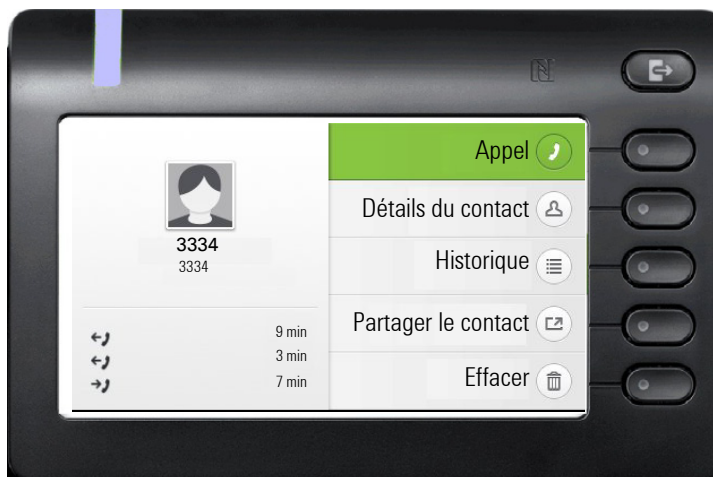 3334
3334
9 min
3 min
7 min
Appel
Détails du contact
Historique
Partager le contact
Effacer